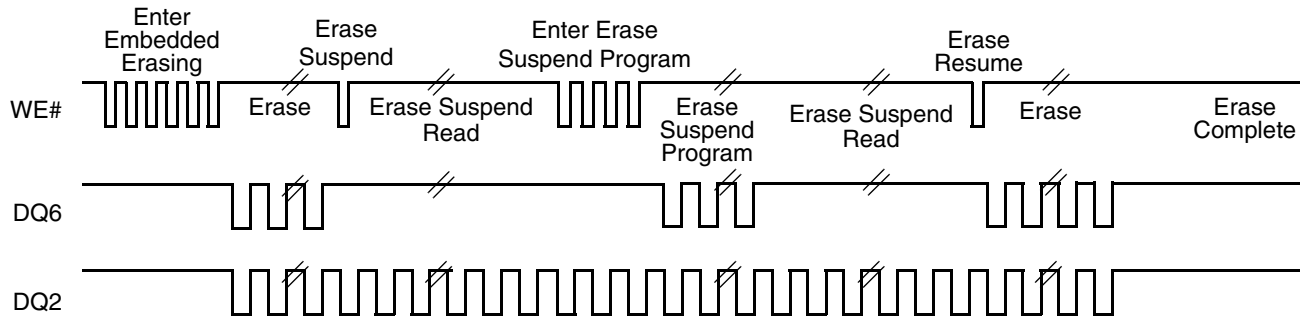 Enter
Embedded
Erasing
Erase
Suspend
Enter Erase
Suspend Program
Erase
Resume
WE#
Erase
Erase Suspend
Read
Erase
Suspend
Program
Erase Suspend
Read
Erase
Erase
Complete
DQ6
DQ2